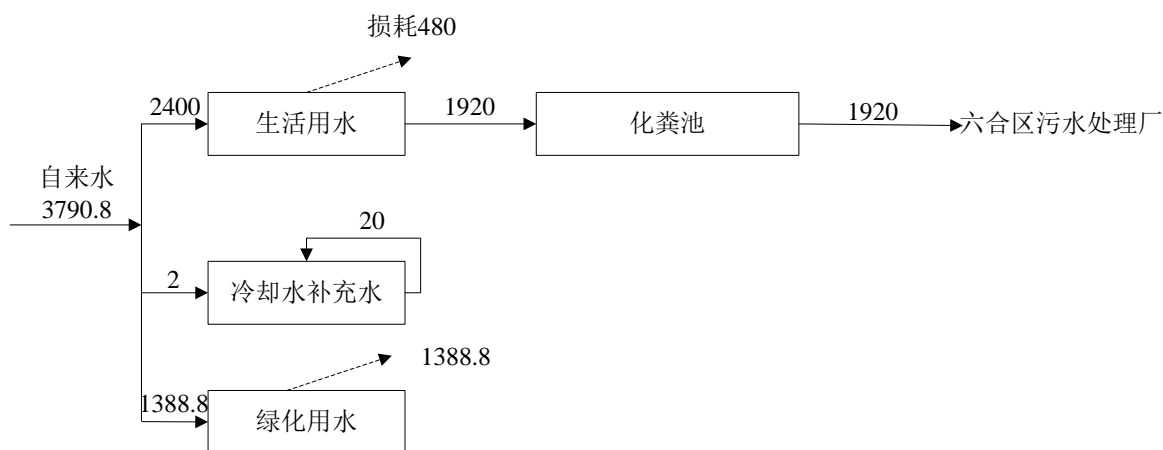 损耗480
2400
生活用水
1920
化粪池
1920
六合区污水处理厂
自来水
3790.8
20
2
冷却水补充水
1388.8
1388.8
绿化用水